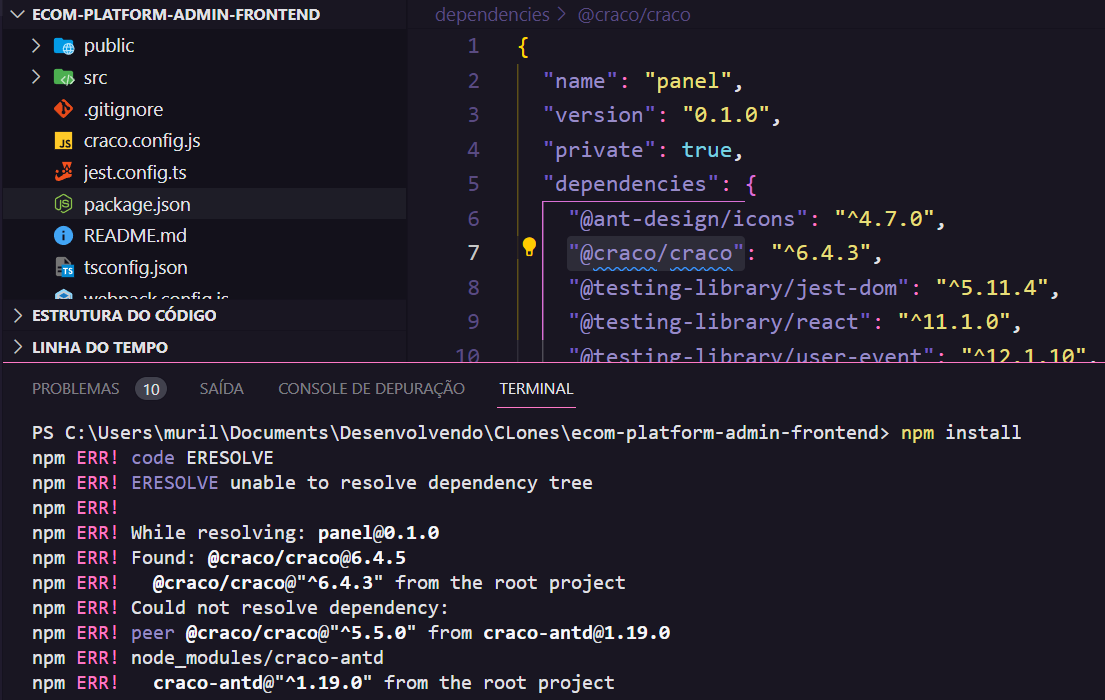 ECOM-PLATFORM-ADMIN-FRONTEND
public
src
.gitignore
craco.config.js
jest.config.ts
package.json
README.md
tsconfig.json
webpack.config.js
ESTRUTURA DO CÓDIGO
LINHA DO TEMPO
dependencies > @craco/craco
1 {
2 "name": "panel",
3 "version": "0.1.0",
4 "private": true,
5 "dependencies": {
6 "@ant-design/icons": "^4.7.0",
7 "@craco/craco": "^6.4.3",
8 "@testing-library/jest-dom": "^5.11.4",
9 "@testing-library/react": "^11.1.0",
10 "@testing-library/user-event": "^12.1.10",
PROBLEMAS 10 SAÍDA CONSOLE DE DEPURAÇÃO TERMINAL
PS C:\Users\muril\Documents\Desenvolvendo\CLones\ecom-platform-admin-frontend> npm install
npm ERR! code ERESOLVE
npm ERR! ERESOLVE unable to resolve dependency tree
npm ERR!
npm ERR! While resolving: panel@0.1.0
npm ERR! Found: @craco/craco@6.4.5
npm ERR! @craco/craco@"^6.4.3" from the root project
npm ERR! Could not resolve dependency:
npm ERR! peer @craco/craco@"^5.5.0" from craco-antd@1.19.0
npm ERR! node_modules/craco-antd
npm ERR! craco-antd@"^1.19.0" from the root project